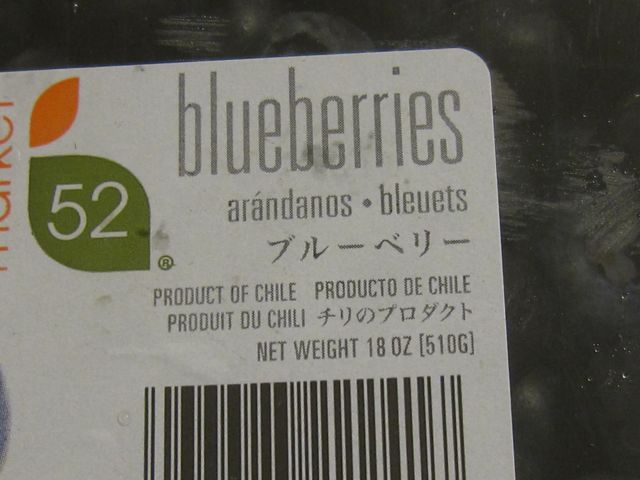 market
52
®
blueberries
arándanos • bleuets
ブルーベリー
PRODUCT OF CHILE PRODUCTO DE CHILE
PRODUIT DU CHILI チリのプロダクト
NET WEIGHT 18 OZ [510G]